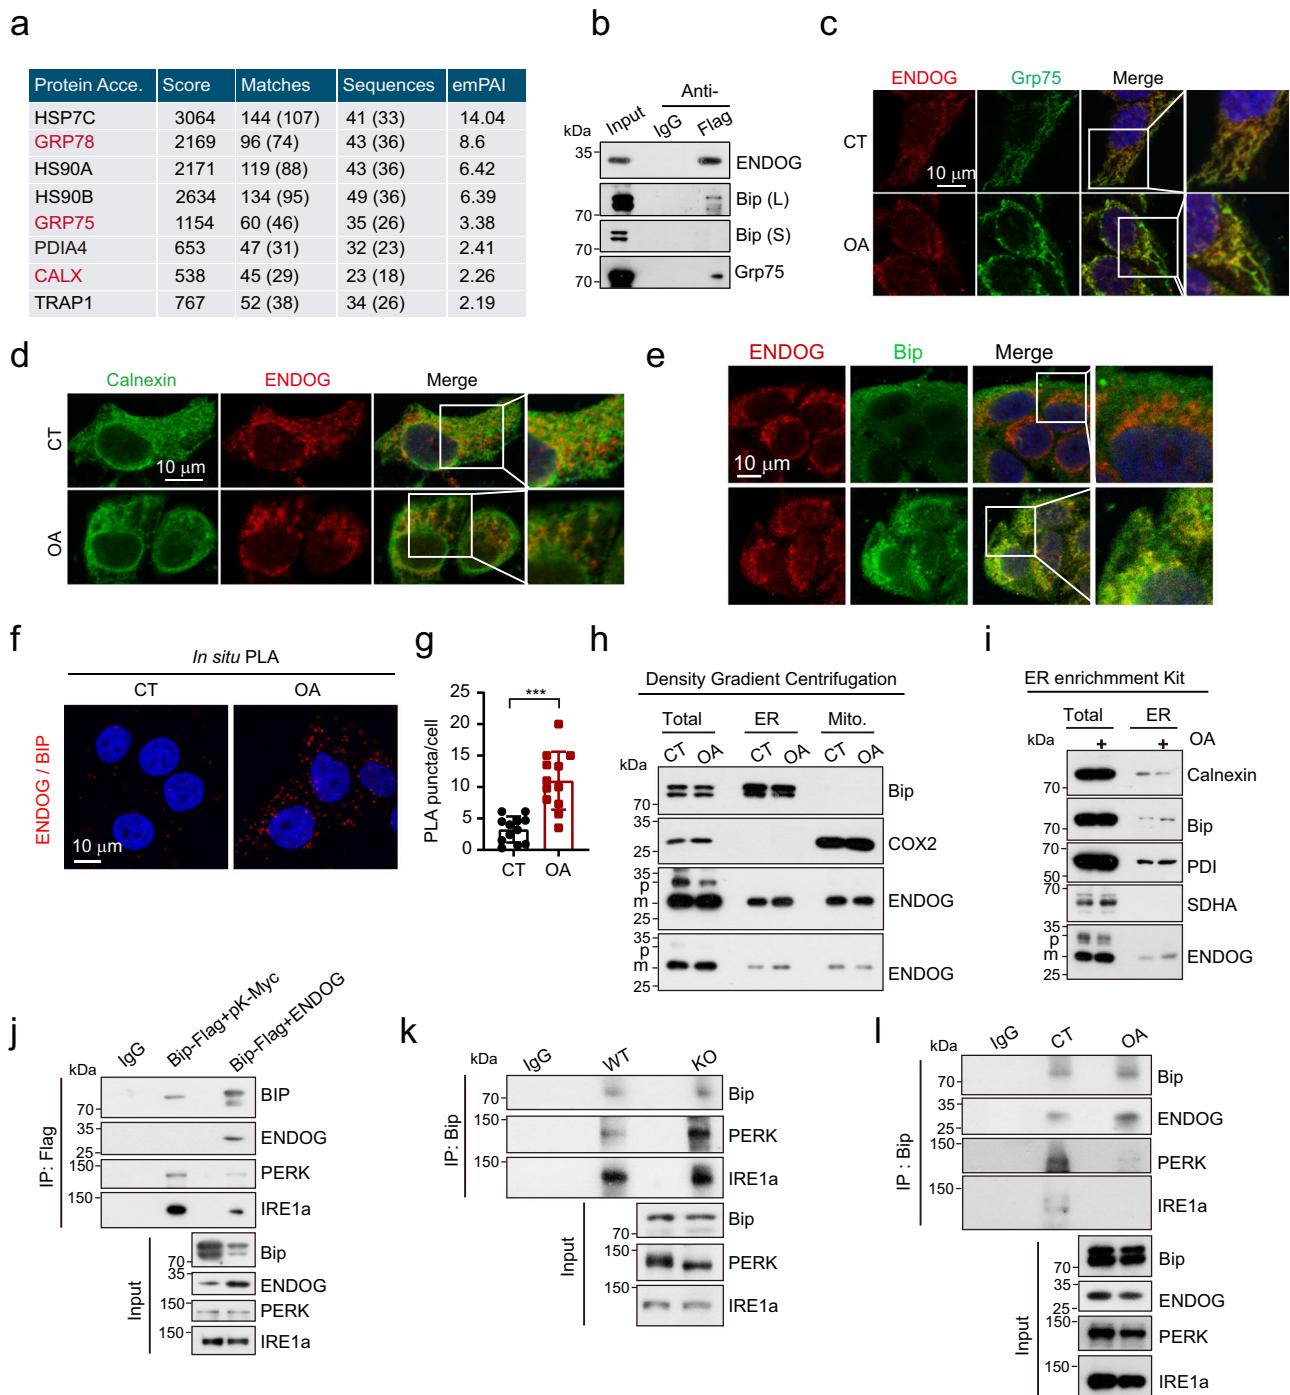 a
Protein Acce. Score Matches Sequences emPAI
HSP7C 3064 144 (107) 41 (33) 14.04
GRP78 2169 96 (74) 43 (36) 8.6
HS90A 2171 119 (88) 43 (36) 6.42
HS90B 2634 134 (95) 49 (36) 6.39
GRP75 1154 60 (46) 35 (26) 3.38
PDIA4 653 47 (31) 32 (23) 2.41
CALX 538 45 (29) 23 (18) 2.26
TRAP1 767 52 (38) 34 (26) 2.19
b
Anti-
kDa Input IgG Flag
35 ENDOG
Bip (L)
70
Bip (S)
70
Grp75
70
c
ENDOG Grp75 Merge
CT
10 μm
OA
d
Calnexin ENDOG Merge
CT
10 μm
OA
e
ENDOG Bip Merge
10 μm
f
In situ PLA
CT OA
ENDOG / BIP
10 μm
g
PLA puncta/cell
25
20
15
10
5
0
***
CT OA
h
Density Gradient Centrifugation
Total ER Mito.
kDa CT OA CT OA CT OA
Bip
70
35
COX2
25
35
p
m ENDOG
25
35
p
m ENDOG
25
i
ER enrichmment Kit
Total ER
kDa + + OA
Calnexin
70
Bip
70
PDI
50
70
SDHA
35
p
m ENDOG
25
j
IgG Bip-Flag+pK-Myc Bip-Flag+ENDOG
kDa
IP: Flag
BIP
70
35
ENDOG
25
150
PERK
150
IRE1a
Input
Bip
70
35
ENDOG
150
PERK
150
IRE1a
k
kDa IgG WT KO
IP: Bip
Bip
70
150
PERK
150
IRE1a
Input
Bip
70
150
PERK
IRE1a
l
kDa IgG CT OA
IP : Bip
Bip
70
35
ENDOG
25
150
PERK
150
IRE1a
Input
Bip
70
35
ENDOG
25
150
PERK
150
IRE1a